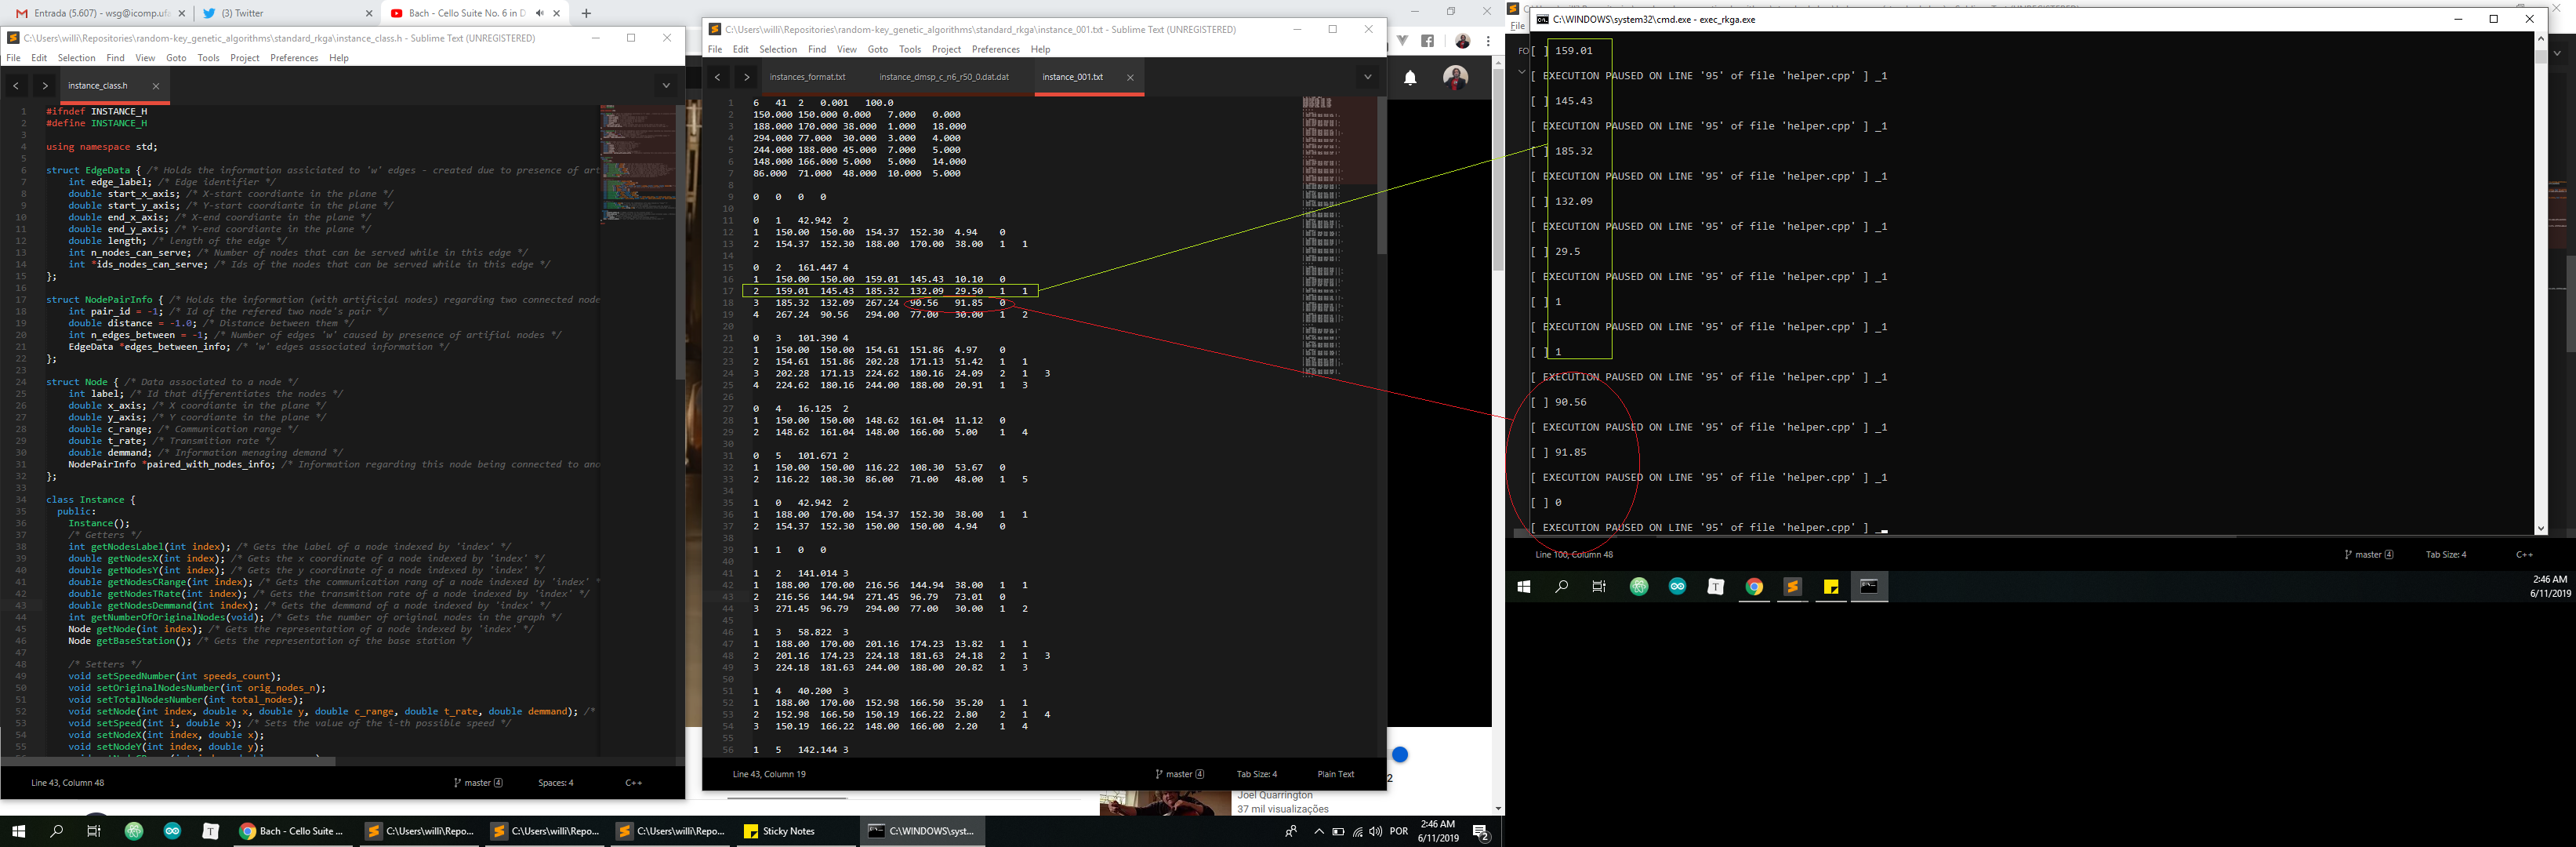 Entrada (5.607) - wsg@icomp.ufa
(3) Twitter
Bach - Cello Suite No. 6 in D
C:\Users\willi\Repositories\random-key_genetic_algorithms\standard_rkga\instance_class.h - Sublime Text (UNREGISTERED)
File Edit Selection Find View Goto Tools Project Preferences Help
instance_class.h
1 #ifndef INSTANCE_H
2 #define INSTANCE_H
3
4 using namespace std;
5
6 struct EdgeData { /* Holds the information assiciated to 'w' edges - created due to presence of art
7 int edge_label; /* Edge identifier */
8 double start_x_axis; /* X-start coordiante in the plane */
9 double start_y_axis; /* Y-start coordiante in the plane */
10 double end_x_axis; /* X-end coordiante in the plane */
11 double end_y_axis; /* Y-end coordiante in the plane */
12 double length; /* length of the edge */
13 int n_nodes_can_serve; /* Number of nodes that can be served while in this edge */
14 int *ids_nodes_can_serve; /* Ids of the nodes that can be served while in this edge */
15 };
16
17 struct NodePairInfo { /* Holds the information (with artificial nodes) regarding two connected node
18 int pair_id = -1; /* Id of the refered two node's pair */
19 double distance = -1.0; /* Distance between them */
20 int n_edges_between = -1; /* Number of edges 'w' caused by presence of artifial nodes */
21 EdgeData *edges_between_info; /* 'w' edges associated information */
22 };
23
24 struct Node { /* Data associated to a node */
25 int label; /* Id that differentiates the nodes */
26 double x_axis; /* X coordiante in the plane */
27 double y_axis; /* Y coordiante in the plane */
28 double c_range; /* Communication range */
29 double t_rate; /* Transmition rate */
30 double demmand; /* Information menaging demand */
31 NodePairInfo *paired_with_nodes_info; /* Information regarding this node being connected to ano
32 };
33
34 class Instance {
35 public:
36 Instance();
37 /* Getters */
38 int getNodesLabel(int index); /* Gets the label of a node indexed by 'index' */
39 double getNodesX(int index); /* Gets the x coordinate of a node indexed by 'index' */
40 double getNodesY(int index); /* Gets the y coordinate of a node indexed by 'index' */
41 double getNodesCRange(int index); /* Gets the communication rang of a node indexed by 'index' *
42 double getNodesTRate(int index); /* Gets the transmition rate of a node indexed by 'index' */
43 double getNodesDemmand(int index); /* Gets the demmand of a node indexed by 'index' */
44 int getNumberOfOriginalNodes(void); /* Gets the number of original nodes in the graph */
45 Node getNode(int index); /* Gets the representation of a node indexed by 'index' */
46 Node getBaseStation(); /* Gets the representation of the base station */
47
48 /* Setters */
49 void setSpeedNumber(int speeds_count);
50 void setOriginalNodesNumber(int orig_nodes_n);
51 void setTotalNodesNumber(int total_nodes);
52 void setNode(int index, double x, double y, double c_range, double t_rate, double demmand); /*
53 void setSpeed(int i, double x); /* Sets the value of the i-th possible speed */
54 void setNodeX(int index, double x);
55 void setNodeY(int index, double y);
Line 43, Column 48
master 4
Spaces: 4
C++
C:\Users\willi\Repositories\random-key_genetic_algorithms\standard_rkga\instance_001.txt - Sublime Text (UNREGISTERED)
File Edit Selection Find View Goto Tools Project Preferences Help
instances_format.txt
instance_dmsp_c_n6_r50_0.dat.dat
instance_001.txt
1 6 41 2 0.001 100.0
2 150.000 150.000 0.000 7.000 0.000
3 188.000 170.000 38.000 1.000 18.000
4 294.000 77.000 30.000 3.000 4.000
5 244.000 188.000 45.000 7.000 5.000
6 148.000 166.000 5.000 5.000 14.000
7 86.000 71.000 48.000 10.000 5.000
8
9 0 0 0 0
10
11 0 1 42.942 2
12 1 150.00 150.00 154.37 152.30 4.94 0
13 2 154.37 152.30 188.00 170.00 38.00 1 1
14
15 0 2 161.447 4
16 1 150.00 150.00 159.01 145.43 10.10 0
17 2 159.01 145.43 185.32 132.09 29.50 1 1
18 3 185.32 132.09 267.24 90.56 91.85 0
19 4 267.24 90.56 294.00 77.00 30.00 1 2
20
21 0 3 101.390 4
22 1 150.00 150.00 154.61 151.86 4.97 0
23 2 154.61 151.86 202.28 171.13 51.42 1 1
24 3 202.28 171.13 224.62 180.16 24.09 2 1 3
25 4 224.62 180.16 244.00 188.00 20.91 1 3
26
27 0 4 16.125 2
28 1 150.00 150.00 148.62 161.04 11.12 0
29 2 148.62 161.04 148.00 166.00 5.00 1 4
30
31 0 5 101.671 2
32 1 150.00 150.00 116.22 108.30 53.67 0
33 2 116.22 108.30 86.00 71.00 48.00 1 5
34
35 1 0 42.942 2
36 1 188.00 170.00 154.37 152.30 38.00 1 1
37 2 154.37 152.30 150.00 150.00 4.94 0
38
39 1 1 0 0
40
41 1 2 141.014 3
42 1 188.00 170.00 216.56 144.94 38.00 1 1
43 2 216.56 144.94 271.45 96.79 73.01 0
44 3 271.45 96.79 294.00 77.00 30.00 1 2
45
46 1 3 58.822 3
47 1 188.00 170.00 201.16 174.23 13.82 1 1
48 2 201.16 174.23 224.18 181.63 24.18 2 1 3
49 3 224.18 181.63 244.00 188.00 20.82 1 3
50
51 1 4 40.200 3
52 1 188.00 170.00 152.98 166.50 35.20 1 1
53 2 152.98 166.50 150.19 166.22 2.80 2 1 4
54 3 150.19 166.22 148.00 166.00 2.20 1 4
55
56 1 5 142.144 3
Line 43, Column 19
master 4
Tab Size: 4
Plain Text
2
Joel Quarrington
37 mil visualizações
File
FO
C:\WINDOWS\system32\cmd.exe - exec_rkga.exe
[ ] 159.01
[ EXECUTION PAUSED ON LINE '95' of file 'helper.cpp' ] _1
[ ] 145.43
[ EXECUTION PAUSED ON LINE '95' of file 'helper.cpp' ] _1
[ ] 185.32
[ EXECUTION PAUSED ON LINE '95' of file 'helper.cpp' ] _1
[ ] 132.09
[ EXECUTION PAUSED ON LINE '95' of file 'helper.cpp' ] _1
[ ] 29.5
[ EXECUTION PAUSED ON LINE '95' of file 'helper.cpp' ] _1
[ ] 1
[ EXECUTION PAUSED ON LINE '95' of file 'helper.cpp' ] _1
[ ] 1
[ EXECUTION PAUSED ON LINE '95' of file 'helper.cpp' ] _1
[ ] 90.56
[ EXECUTION PAUSED ON LINE '95' of file 'helper.cpp' ] _1
[ ] 91.85
[ EXECUTION PAUSED ON LINE '95' of file 'helper.cpp' ] _1
[ ] 0
[ EXECUTION PAUSED ON LINE '95' of file 'helper.cpp' ] _1
Line 100, Column 48
master 4
Tab Size: 4
C++
2:46 AM
6/11/2019
Bach - Cello Suite ...
C:\Users\willi\Repo...
C:\Users\willi\Repo...
C:\Users\willi\Repo...
Sticky Notes
C:\WINDOWS\syst...
POR
2:46 AM
6/11/2019
2